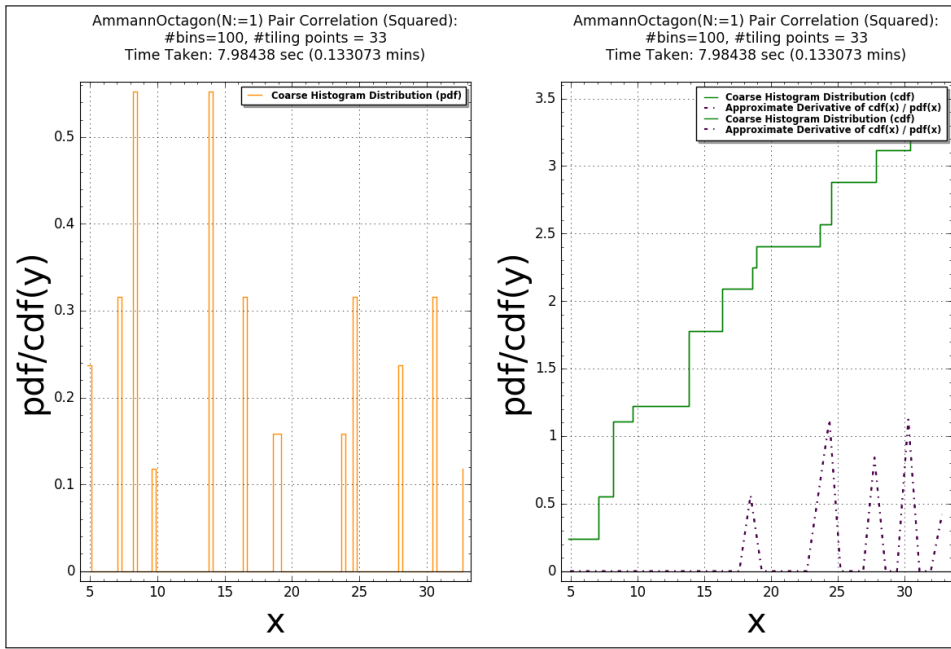 AmmannOctagon(N:=1) Pair Correlation (Squared):
#bins=100, #tiling points = 33
Time Taken: 7.98438 sec (0.133073 mins)
Coarse Histogram Distribution (pdf)
pdf/cdf(y)
0.5
0.4
0.3
0.2
0.1
0
5 10 15 20 25 30
x
AmmannOctagon(N:=1) Pair Correlation (Squared):
#bins=100, #tiling points = 33
Time Taken: 7.98438 sec (0.133073 mins)
Coarse Histogram Distribution (cdf)
Approximate Derivative of cdf(x) / pdf(x)
Coarse Histogram Distribution (cdf)
Approximate Derivative of cdf(x) / pdf(x)
pdf/cdf(y)
3.5
3
2.5
2
1.5
1
0.5
0
5 10 15 20 25 30
x